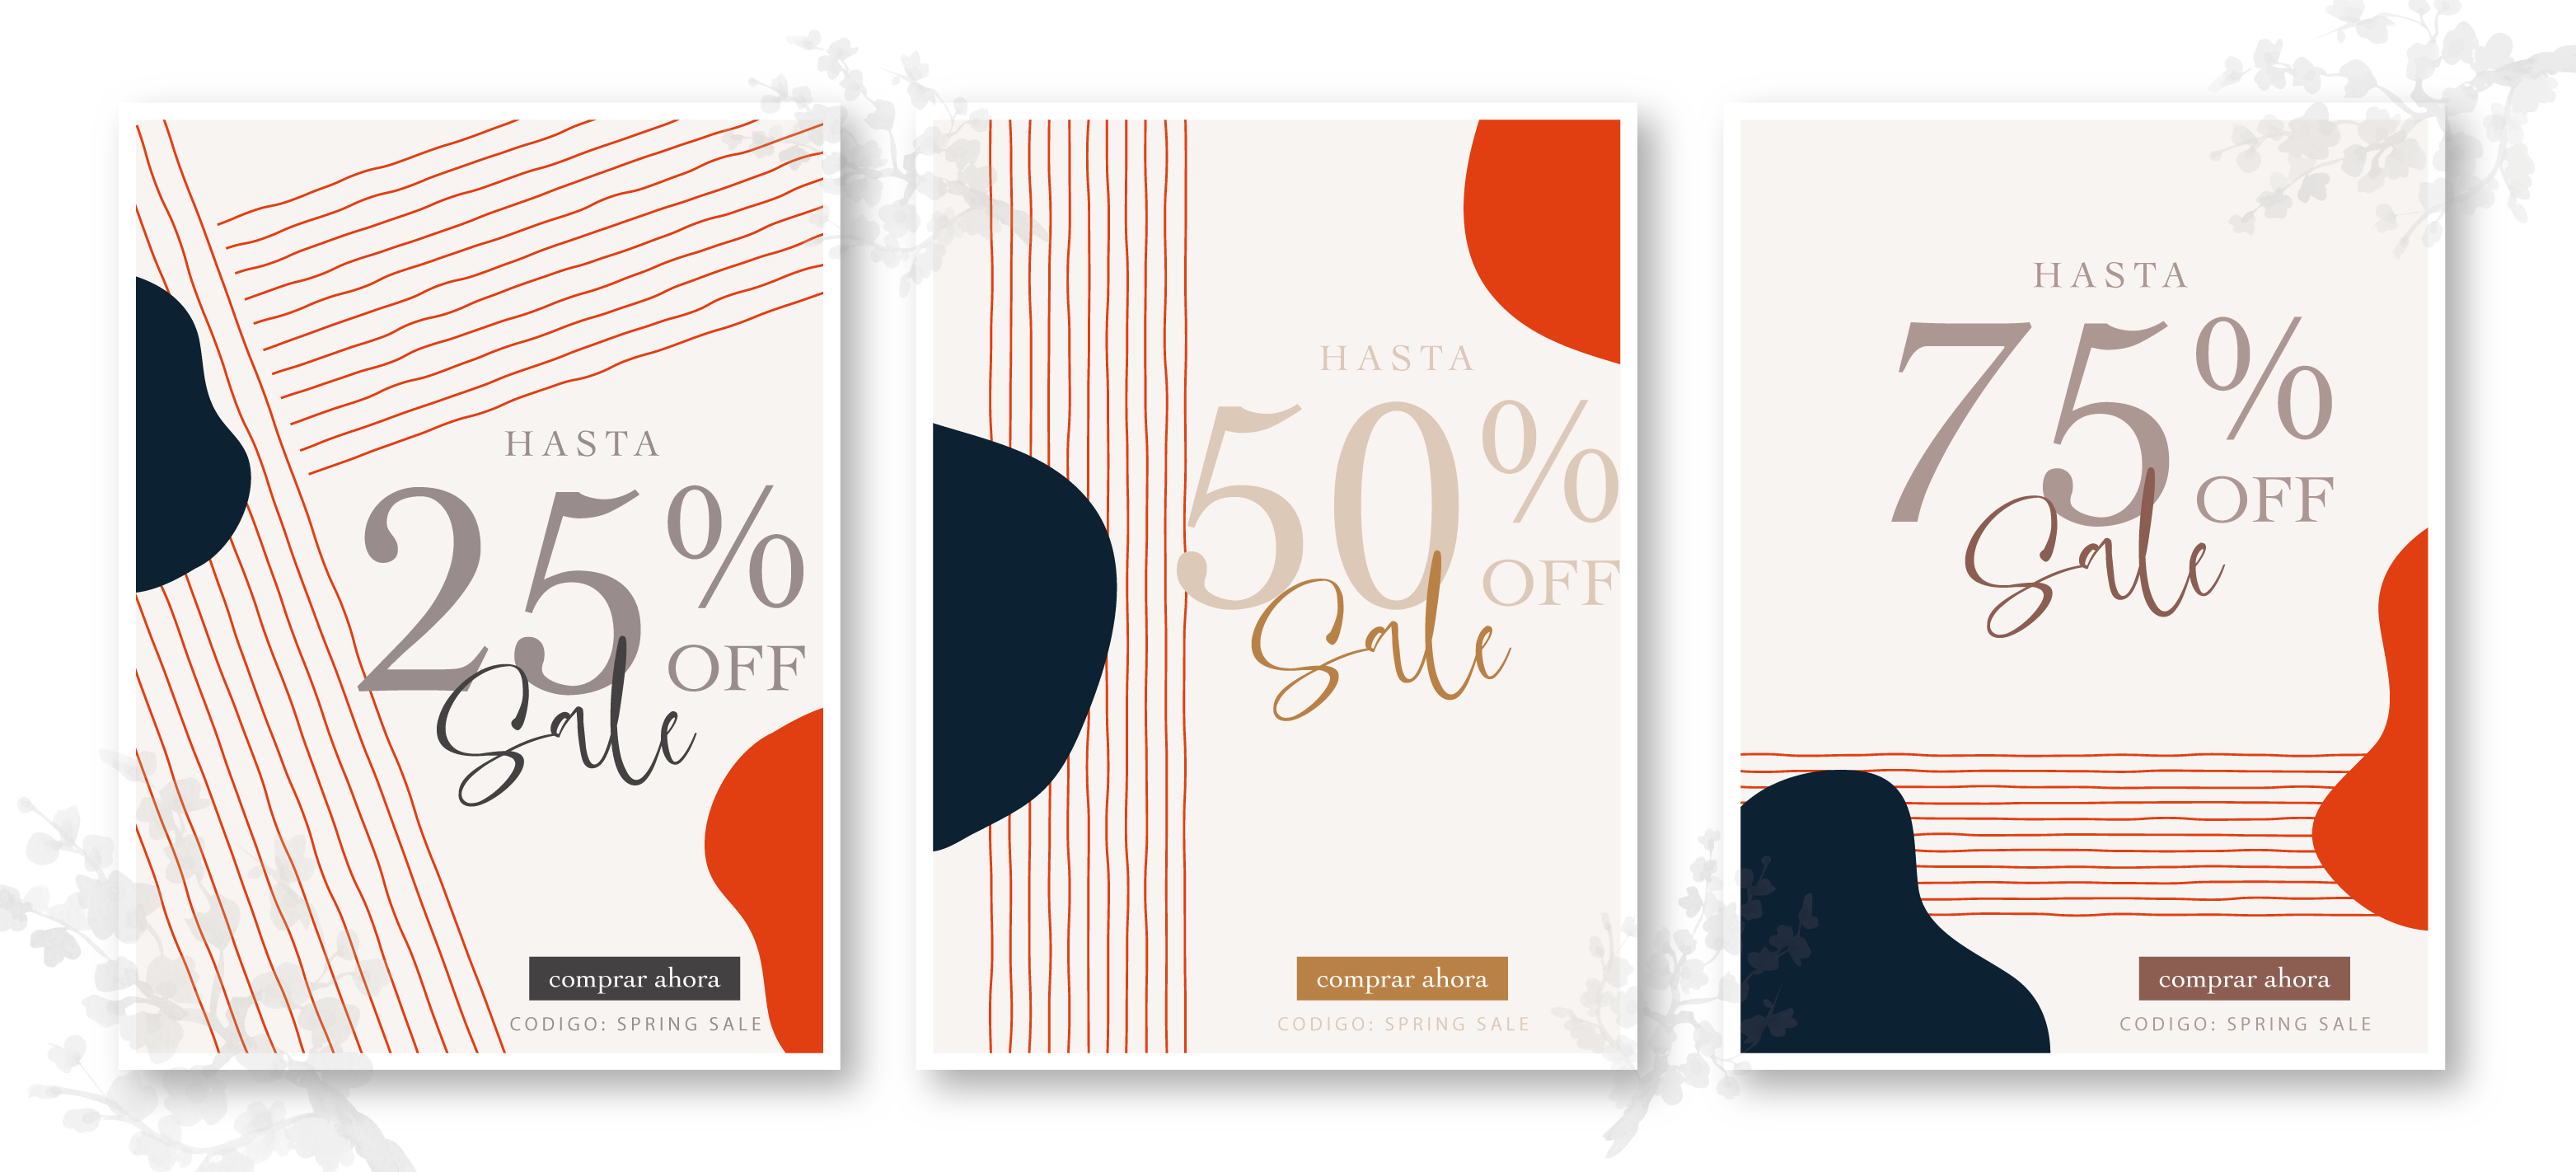 HASTA
25%
OFF
Sale
comprar ahora
CODIGO: SPRING SALE
HASTA
50%
OFF
Sale
comprar ahora
CODIGO: SPRING SALE
HASTA
75%
OFF
Sale
comprar ahora
CODIGO: SPRING SALE